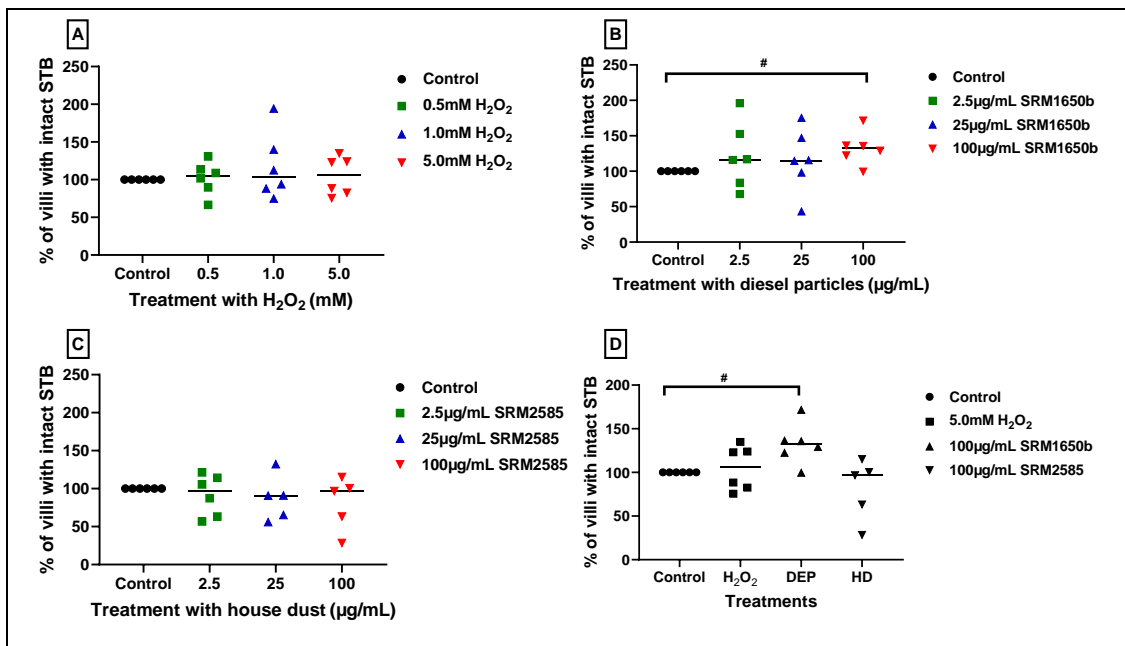 A
% of villi with intact STB
250
200
150
100
50
0
Control
0.5
1.0
5.0
Treatment with H₂O₂ (mM)
Control
0.5mM H₂O₂
1.0mM H₂O₂
5.0mM H₂O₂
B
% of villi with intact STB
250
200
150
100
50
0
#
Control
2.5
25
100
Treatment with diesel particles (µg/mL)
Control
2.5µg/mL SRM1650b
25µg/mL SRM1650b
100µg/mL SRM1650b
C
% of villi with intact STB
250
200
150
100
50
0
Control
2.5
25
100
Treatment with house dust (µg/mL)
Control
2.5µg/mL SRM2585
25µg/mL SRM2585
100µg/mL SRM2585
D
% of villi with intact STB
200
150
100
50
0
#
Control
H₂O₂
DEP
HD
Treatments
Control
5.0mM H₂O₂
100µg/mL SRM1650b
100µg/mL SRM2585